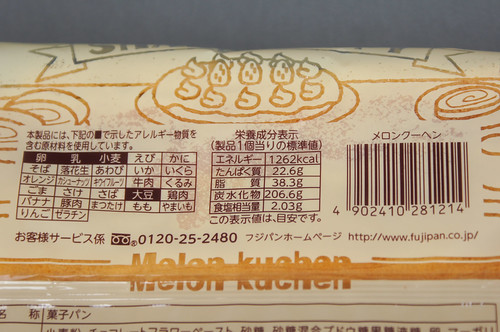 本製品には、下記の■で示したアレルギー物質を
含む原材料を使用しています。
卵 乳 小麦 えび かに
そば 落花生 あわび いか いくら
オレンジ カシューナッツ キウイフルーツ 牛肉 くるみ
ごま さけ さば 大豆 鶏肉
バナナ 豚肉 まつたけ もも やまいも
りんご ゼラチン
栄養成分表示
(製品1個当りの標準値)
エネルギー 1262kcal
たんぱく質 22.6g
脂質 38.3g
炭水化物 206.6g
食塩相当量 2.03g
この表示値は、目安です。
メロンクーヘン
4 902410 281214
お客様サービス係 0120-25-2480 フジパンホームページ http://www.fujipan.co.jp/
Melon kuchen
名称 菓子パン